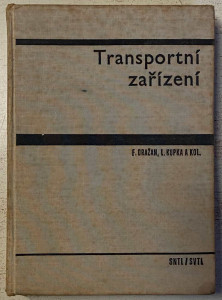 Transportní
zařízení
F. DRAŽAN, L. KUPKA A KOL.
SNTL / SVTL